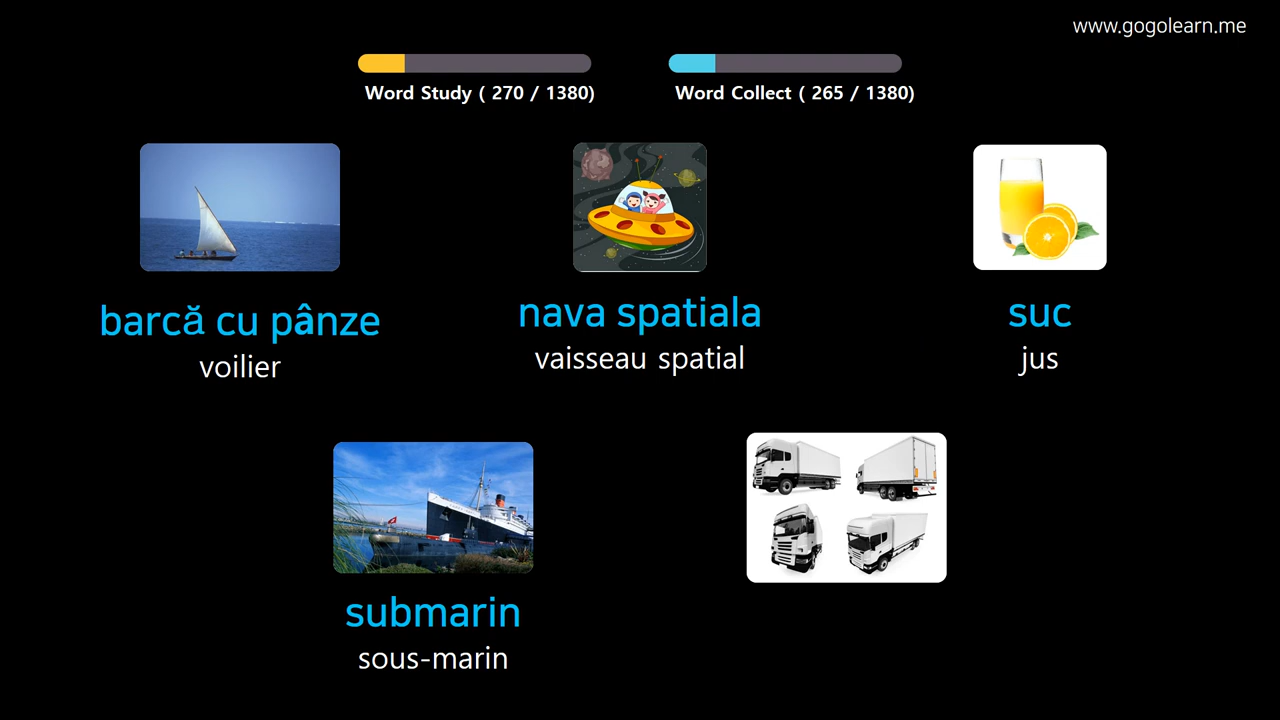 www.gogolearn.me
Word Study ( 270 / 1380)
Word Collect ( 265 / 1380)
barcă cu pânze
voilier
nava spatiala
vaisseau spatial
suc
jus
submarin
sous-marin